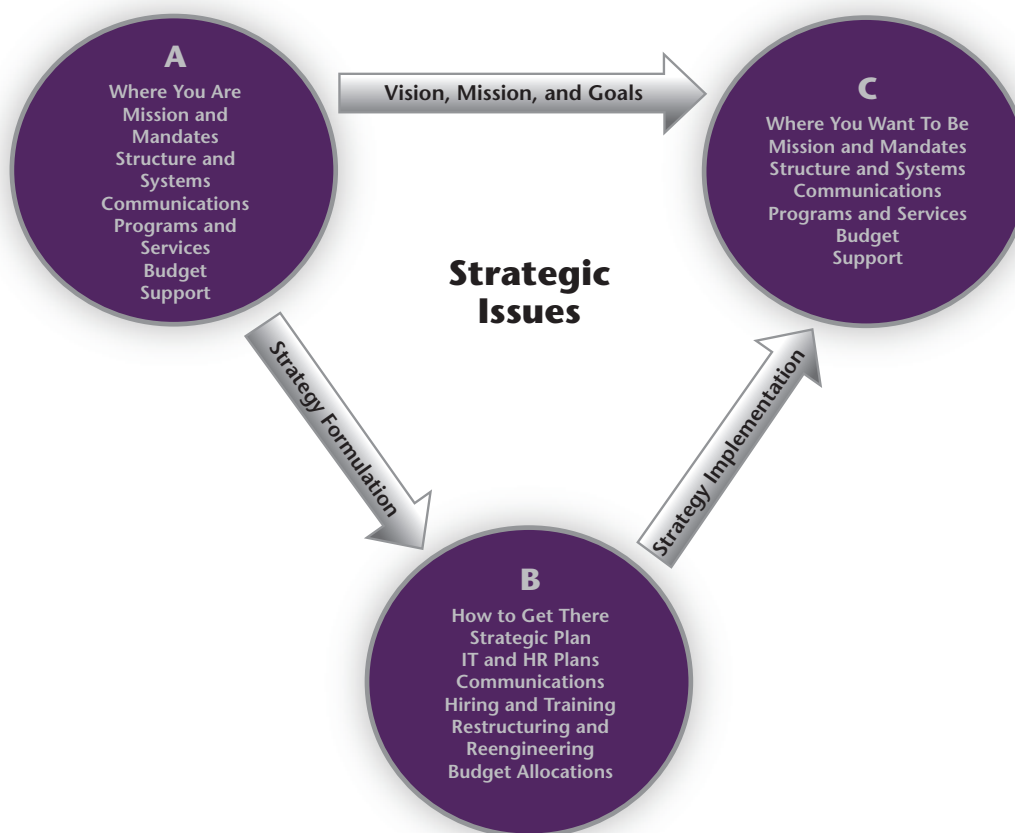 A
Where You Are
Mission and
Mandates
Structure and
Systems
Communications
Programs and
Services
Budget
Support
Vision, Mission, and Goals
C
Where You Want To Be
Mission and Mandates
Structure and Systems
Communications
Programs and Services
Budget
Support
Strategic
Issues
Strategy Formulation
Strategy Implementation
B
How to Get There
Strategic Plan
IT and HR Plans
Communications
Hiring and Training
Restructuring and
Reengineering
Budget Allocations